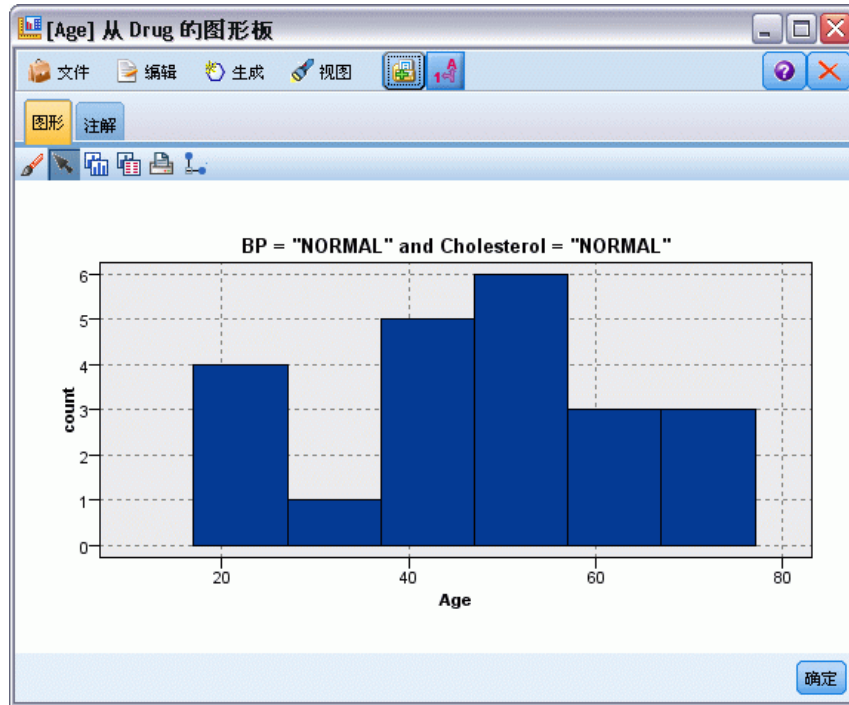 [Age] 从 Drug 的图形板
文件 编辑 生成 视图
图形 注解
BP = "NORMAL" and Cholesterol = "NORMAL"
count
6
5
4
3
2
1
0
20 40 60 80
Age
确定